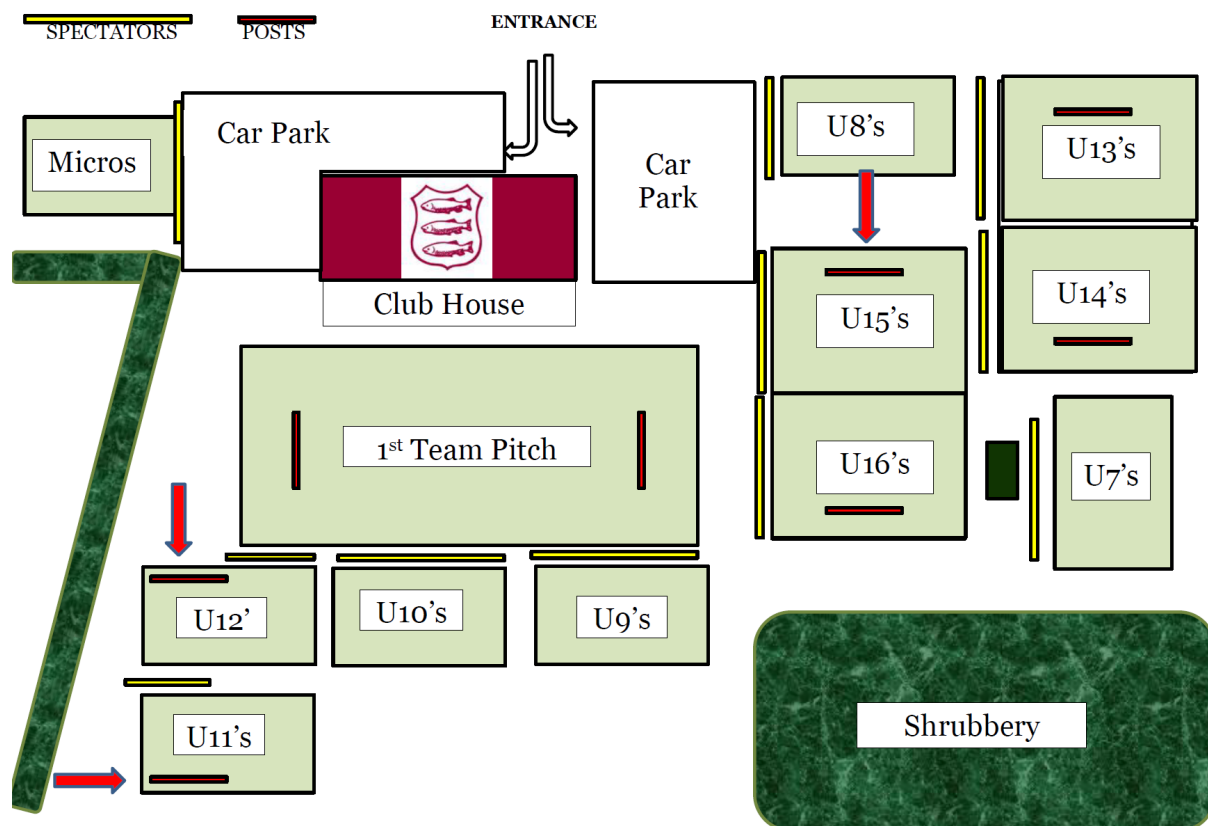 ENTRANCE
SPECTATORS
POSTS
Car Park
Micros
Car
Park
U8’s
U13’s
Club House
U15’s
U14’s
1st Team Pitch
U16’s
U7’s
U12’
U10’s
U9’s
U11’s
Shrubbery